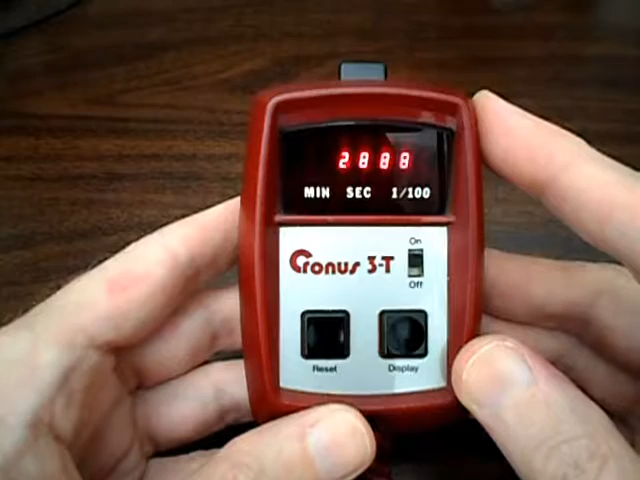 2888
MIN SEC 1/100
On
Cronus 3-T
Off
Reset Display